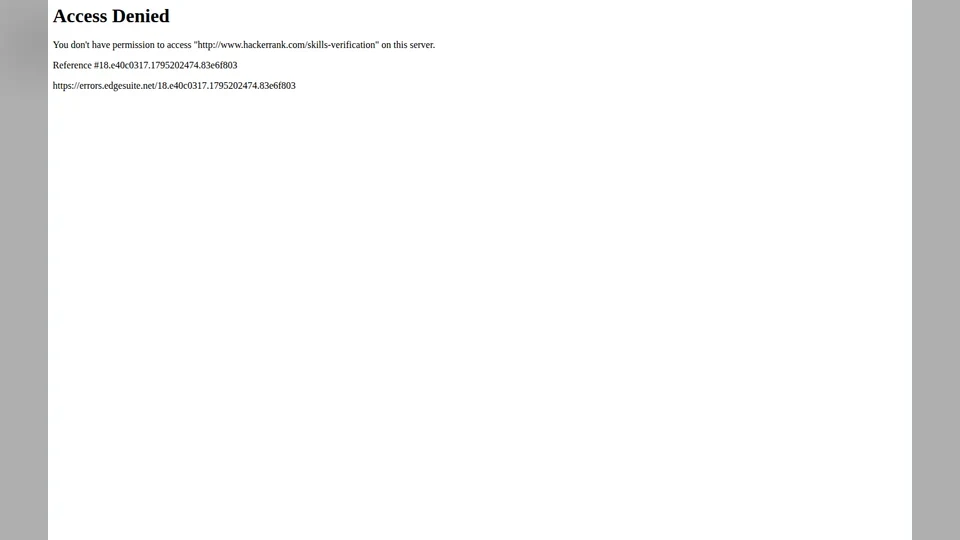 Access Denied
You don't have permission to access "http://www.hackerrank.com/skills-verification" on this server.
Reference #18.e40c0317.1795202474.83e6f803
https://errors.edgesuite.net/18.e40c0317.1795202474.83e6f803